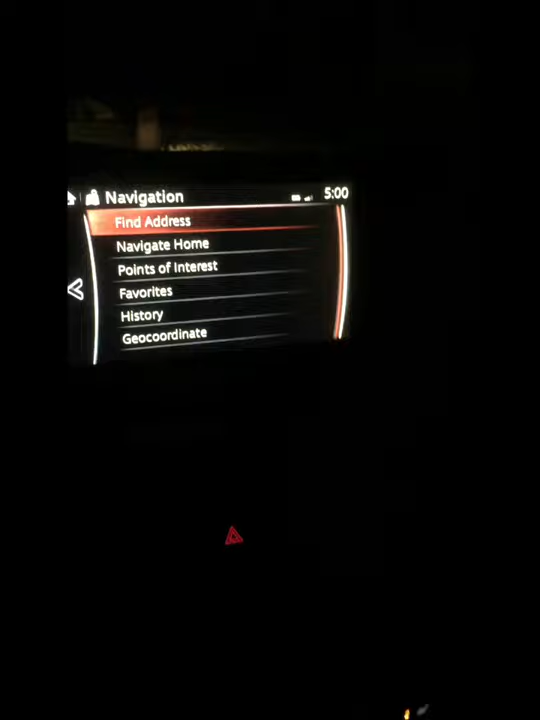 Navigation 5:00
Find Address
Navigate Home
Points of Interest
Favorites
History
Geocoordinate